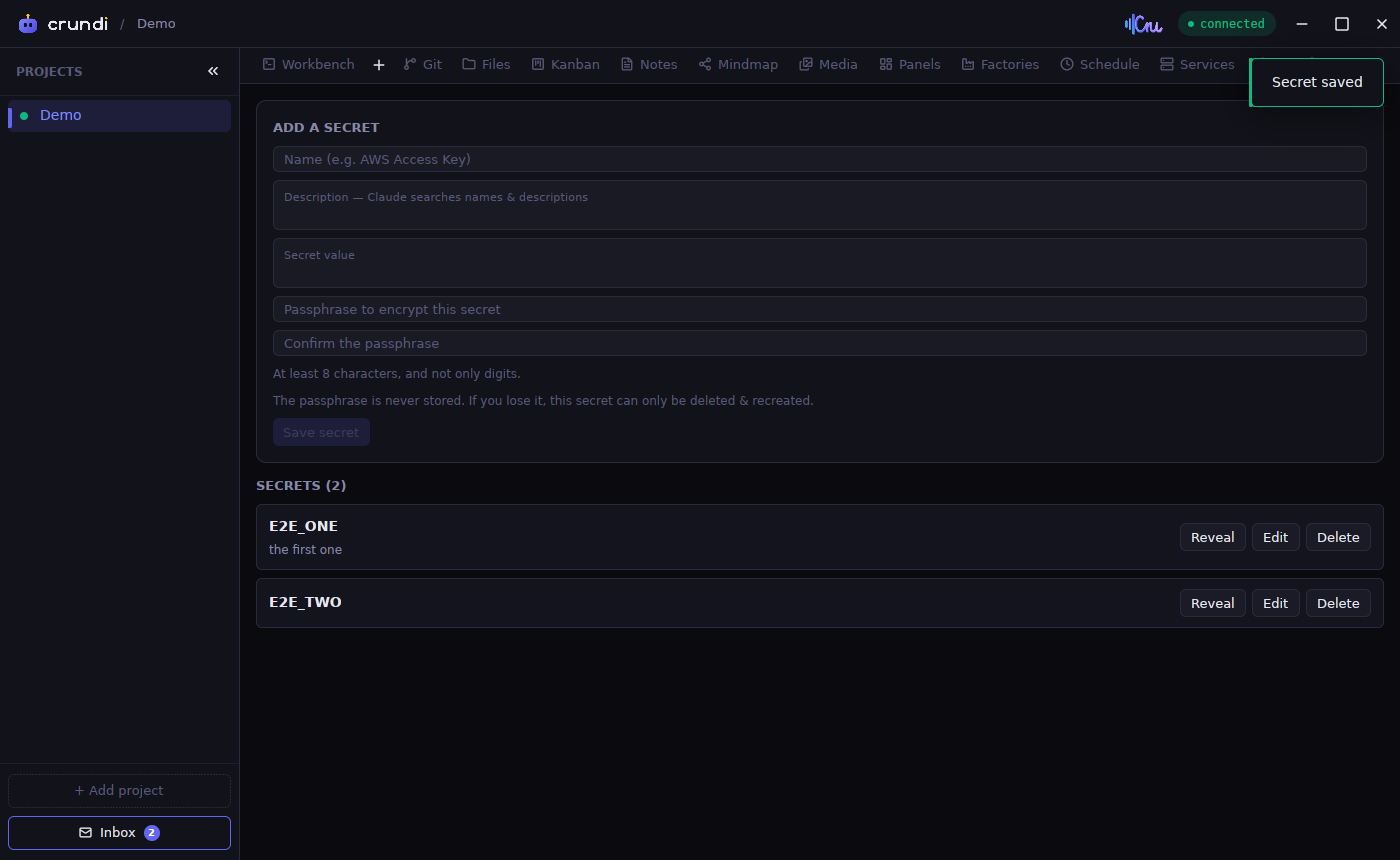 crundi / Demo
Cru
connected
PROJECTS
Workbench
Git
Files
Kanban
Notes
Mindmap
Media
Panels
Factories
Schedule
Services
Secret saved
Demo
ADD A SECRET
Name (e.g. AWS Access Key)
Description — Claude searches names & descriptions
Secret value
Passphrase to encrypt this secret
Confirm the passphrase
At least 8 characters, and not only digits.
The passphrase is never stored. If you lose it, this secret can only be deleted & recreated.
Save secret
SECRETS (2)
E2E_ONE
the first one
Reveal Edit Delete
E2E_TWO
Reveal Edit Delete
+ Add project
Inbox 2